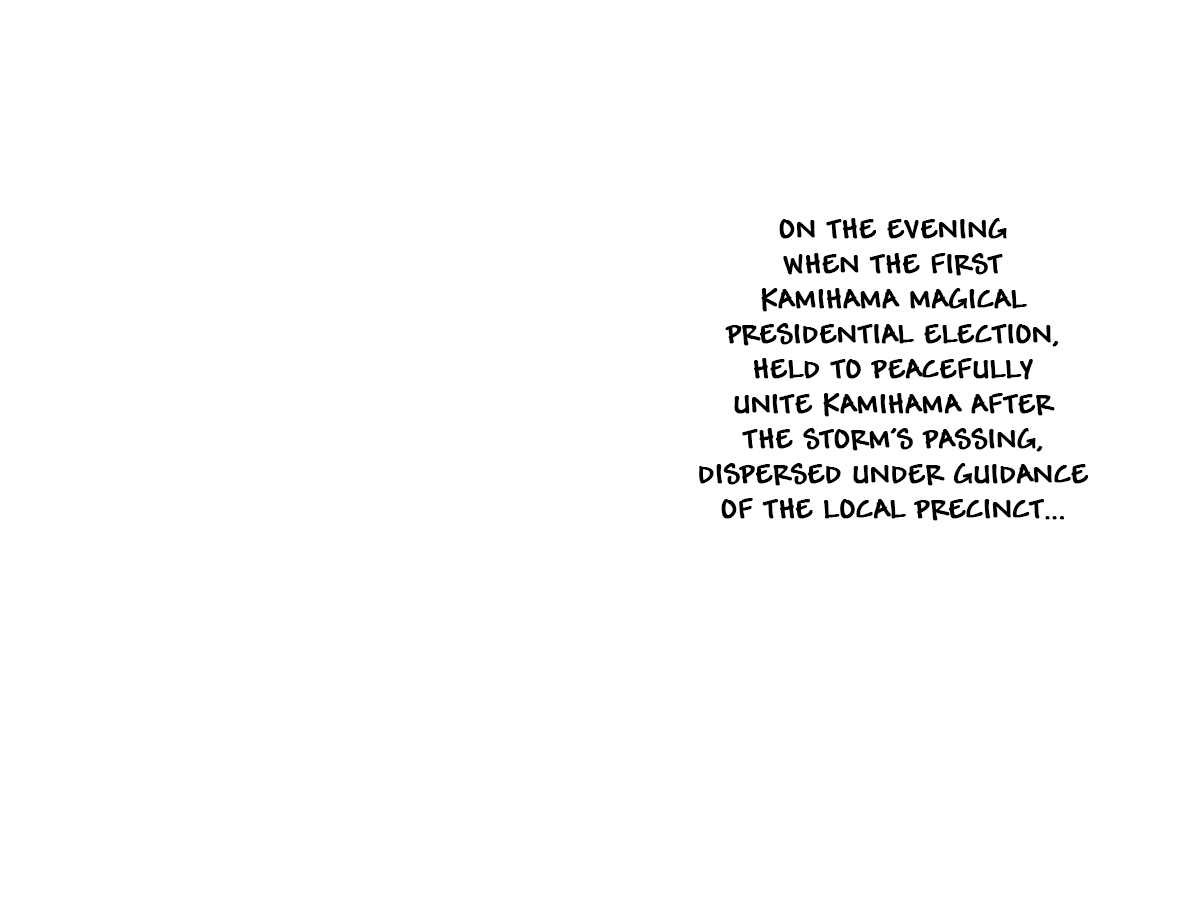 ON THE EVENING
WHEN THE FIRST
KAMIHAMA MAGICAL
PRESIDENTIAL ELECTION,
HELD TO PEACEFULLY
UNITE KAMIHAMA AFTER
THE STORM'S PASSING,
DISPERSED UNDER GUIDANCE
OF THE LOCAL PRECINCT...